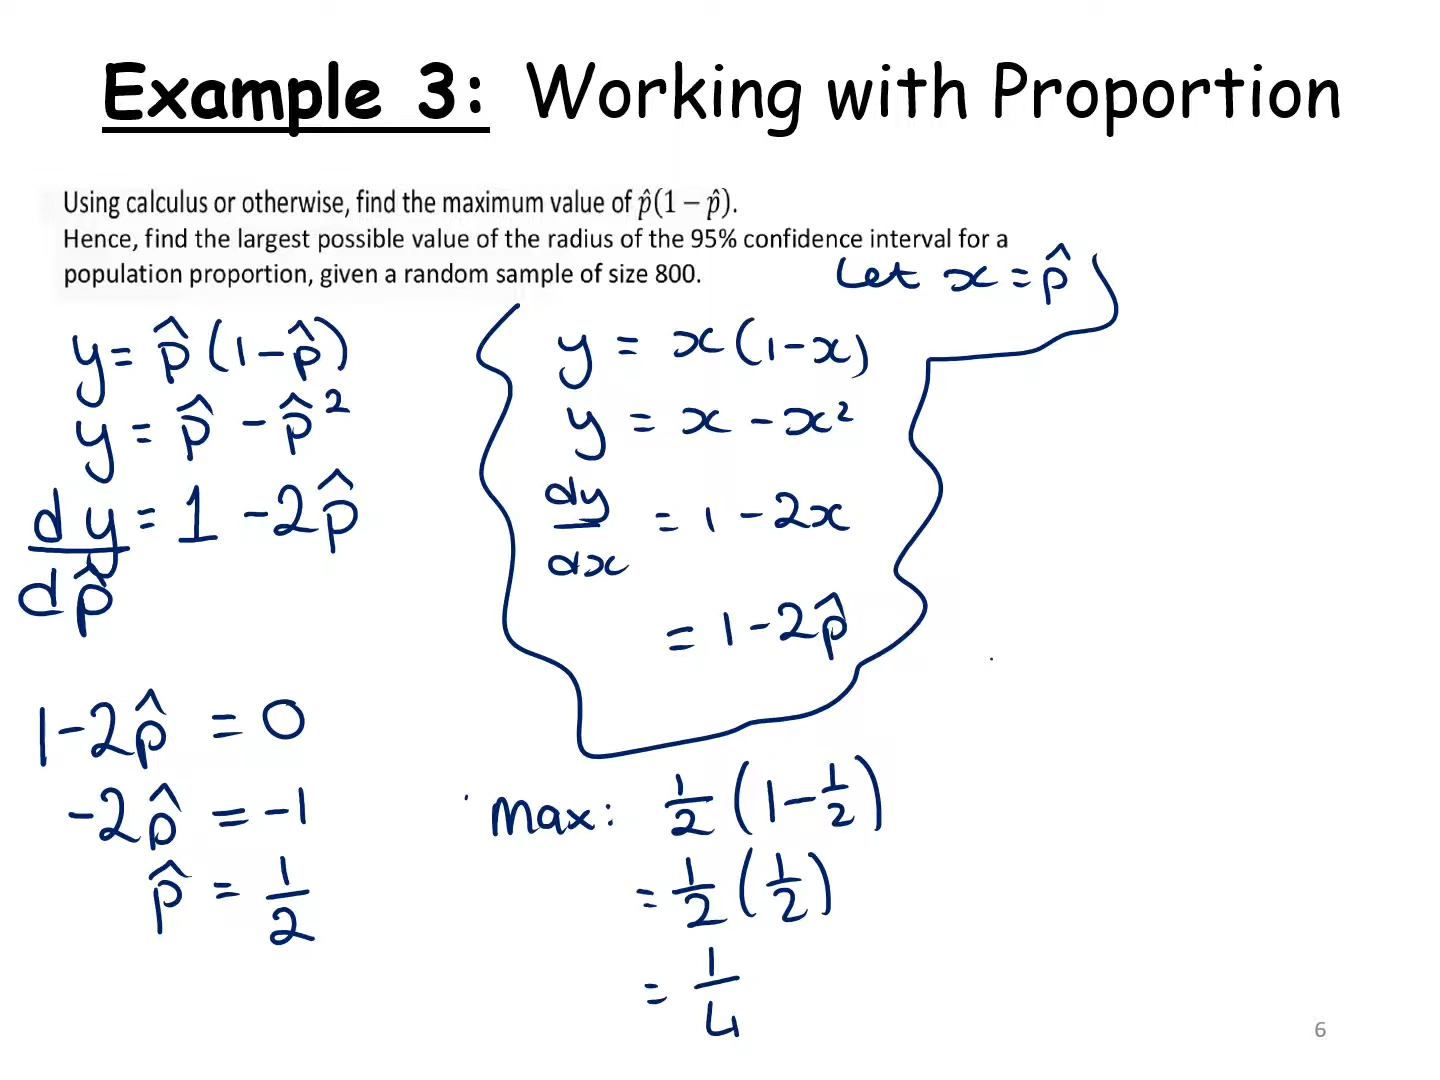 Example 3: Working with Proportion
Using calculus or otherwise, find the maximum value of p̂(1 − p̂).
Hence, find the largest possible value of the radius of the 95% confidence interval for a
population proportion, given a random sample of size 800.
Let x = p̂
y = p̂(1-p̂)
y = p̂ - p̂²
dy/dp̂ = 1 - 2p̂
y = x(1-x)
y = x - x²
dy/dx = 1 - 2x
= 1 - 2p̂
1 - 2p̂ = 0
-2p̂ = -1
p̂ = 1/2
Max: 1/2 (1 - 1/2)
= 1/2 (1/2)
= 1/4
6